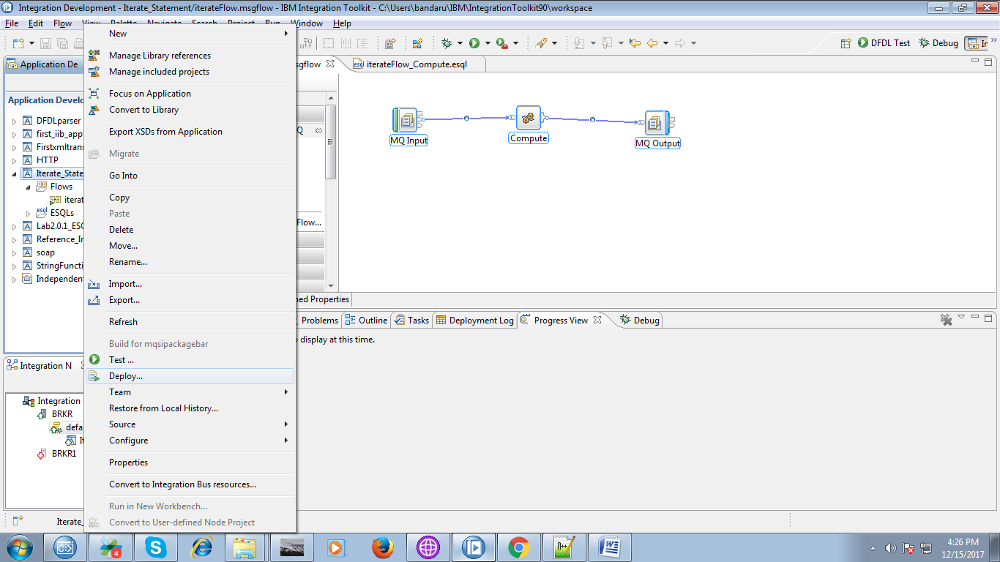 Integration Development - Iterate_Statement/iterateFlow.msgflow - IBM Integration Toolkit - C:\Users\bandaru\IBM\IntegrationToolkit90\workspace
File Edit Flow View Palette Navigate Search Project Run Window Help
DFDL Test Debug Ir
Application De
sgflow iterateFlow_Compute.esql
Application Develo
DFDLparser
first_iib_app
Firstxmltrans
HTTP
Iterate_State
Flows
iterat
ESQLs
Lab2.0.1_ESQ
Reference_In
soap
StringFuncti
Independent
New
Manage Library references
Manage included projects
Focus on Application
Convert to Library
Export XSDs from Application
Migrate
Go Into
Copy
Paste
Delete
Move...
Rename...
Import...
Export...
Refresh
Build for mqsipackagebar
Test ...
Deploy...
Team
Restore from Local History...
Source
Configure
Properties
Convert to Integration Bus resources...
Run in New Workbench...
Convert to User-defined Node Project
Q
Flow...
MQ Input
Compute
MQ Output
ned Properties
Problems Outline Tasks Deployment Log Progress View Debug
display at this time.
Integration N
Integration
BRKR
defa
It
BRKR1
Iterate_
4
4:26 PM
12/15/2017